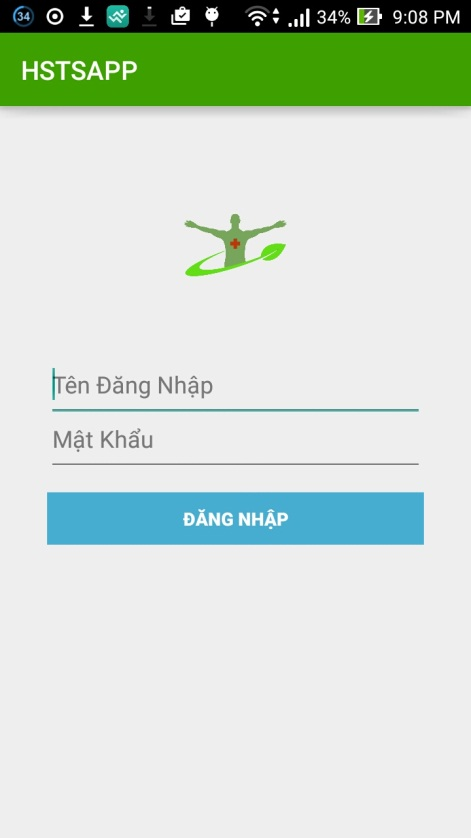 34 34% 9:08 PM
HSTSAPP
Tên Đăng Nhập
Mật Khẩu
ĐĂNG NHẬP